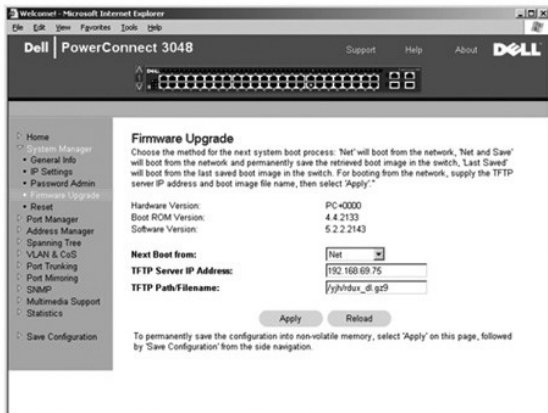 Welcome! - Microsoft Internet Explorer
File Edit View Favorites Tools Help
Dell | PowerConnect 3048
Support Help About DELL
Home
System Manager
General Info
IP Settings
Password Admin
Firmware Upgrade
Reset
Port Manager
Address Manager
Spanning Tree
VLAN & CoS
Port Trunking
Port Mirroring
SNMP
Multimedia Support
Statistics
Save Configuration
Firmware Upgrade
Choose the method for the next system boot process: 'Net' will boot from the network, 'Net and Save'
will boot from the network and permanently save the retrieved boot image in the switch, 'Last Saved'
will boot from the last saved boot image in the switch. For booting from the network, supply the TFTP
server IP address and boot image file name, then select 'Apply'."
Hardware Version: PC+0000
Boot ROM Version: 4.4.2133
Software Version: 5.2.2.2143
Next Boot from: Net
TFTP Server IP Address: 192.168.69.75
TFTP Path/Filename: /yjh/rdux_dl.gz9
Apply Reload
To permanently save the configuration into non-volatile memory, select 'Apply' on this page, followed
by 'Save Configuration' from the side navigation.